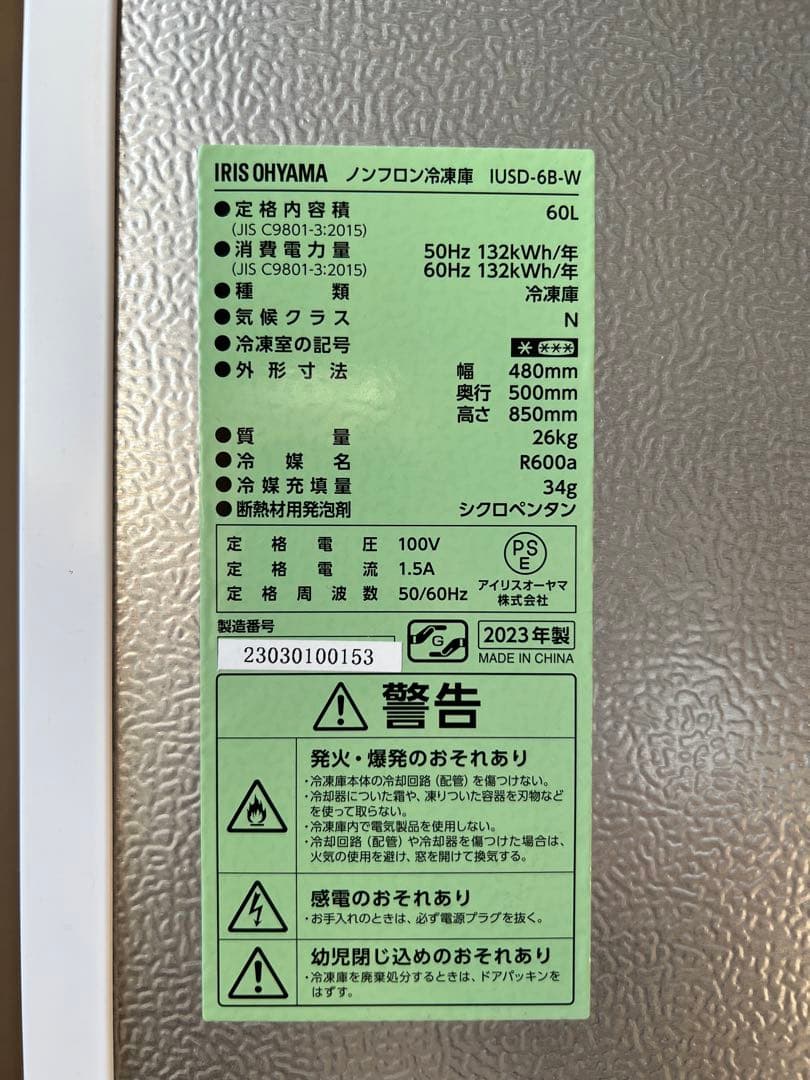 IRIS OHYAMA ノンフロン冷凍庫 IUSD-6B-W
●定格内容積 60L
(JIS C9801-3:2015)
●消費電力量 50Hz 132kWh/年
(JIS C9801-3:2015) 60Hz 132kWh/年
●種類 冷凍庫
●気候クラス N
●冷凍室の記号 * ***
●外形寸法 幅 480mm
奥行 500mm
高さ 850mm
●質量 26kg
●冷媒名 R600a
●冷媒充填量 34g
●断熱材用発泡剤 シクロペンタン
定格電圧 100V
定格電流 1.5A
定格周波数 50/60Hz
PS
E
アイリスオーヤマ
株式会社
製造番号
23030100153
G
2023年製
MADE IN CHINA
警告
発火・爆発のおそれあり
・冷凍庫本体の冷却回路（配管）を傷つけない。
・冷却器についた霜や、凍りついた容器を刃物など
を使って取らない。
・冷凍庫内で電気製品を使用しない。
・冷却回路（配管）や冷却器を傷つけた場合は、
火気の使用を避け、窓を開けて換気する。
感電のおそれあり
・お手入れのときは、必ず電源プラグを抜く。
幼児閉じ込めのおそれあり
・冷凍庫を廃棄処分するときは、ドアパッキンを
はずす。